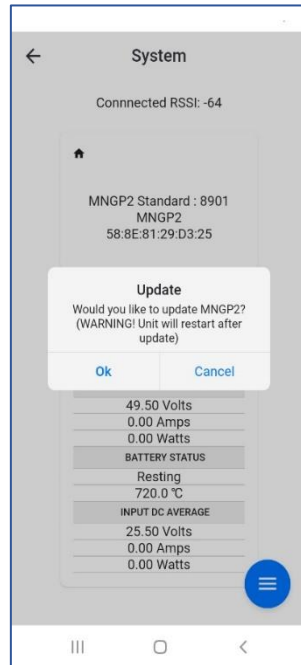 System
Connnected RSSI: -64
MNGP2 Standard : 8901
MNGP2
58:8E:81:29:D3:25
Update
Would you like to update MNGP2?
(WARNING! Unit will restart after
update)
Ok
Cancel
49.50 Volts
0.00 Amps
0.00 Watts
BATTERY STATUS
Resting
720.0 °C
INPUT DC AVERAGE
25.50 Volts
0.00 Amps
0.00 Watts